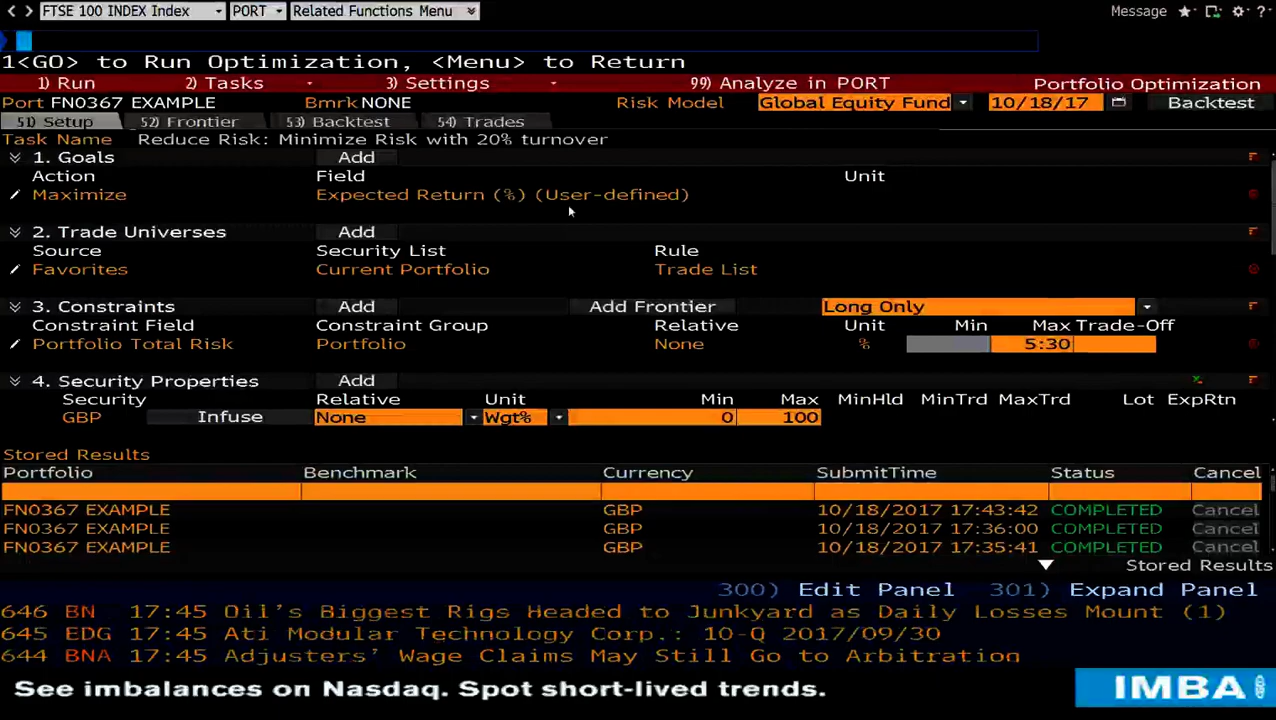 FTSE 100 INDEX Index PORT Related Functions Menu Message ?
1<GO> to Run Optimization, <Menu> to Return
1) Run 2) Tasks 3) Settings 99) Analyze in PORT Portfolio Optimization
Port FN0367 EXAMPLE Bmrk NONE Risk Model Global Equity Fund 10/18/17 Backtest
51) Setup 52) Frontier 53) Backtest 54) Trades
Task Name Reduce Risk: Minimize Risk with 20% turnover
1. Goals Add
Action Field Unit
Maximize Expected Return (%) (User-defined)
2. Trade Universes Add
Source Security List Rule
Favorites Current Portfolio Trade List
3. Constraints Add Add Frontier Long Only
Constraint Field Constraint Group Relative Unit Min Max Trade-Off
Portfolio Total Risk Portfolio None % 5:30
4. Security Properties Add
Security Relative Unit Min Max MinHld MinTrd MaxTrd Lot ExpRtn
GBP Infuse None Wgt% 0 100
Stored Results
Portfolio Benchmark Currency SubmitTime Status Cancel
FN0367 EXAMPLE GBP 10/18/2017 17:43:42 COMPLETED Cancel
FN0367 EXAMPLE GBP 10/18/2017 17:36:00 COMPLETED Cancel
FN0367 EXAMPLE GBP 10/18/2017 17:35:41 COMPLETED Cancel
Stored Results
300) Edit Panel 301) Expand Panel
646 BN 17:45 Oil's Biggest Rigs Headed to Junkyard as Daily Losses Mount (1)
645 EDG 17:45 Ati Modular Technology Corp.: 10-Q 2017/09/30
644 BNA 17:45 Adjusters' Wage Claims May Still Go to Arbitration
See imbalances on Nasdaq. Spot short-lived trends. IMBA